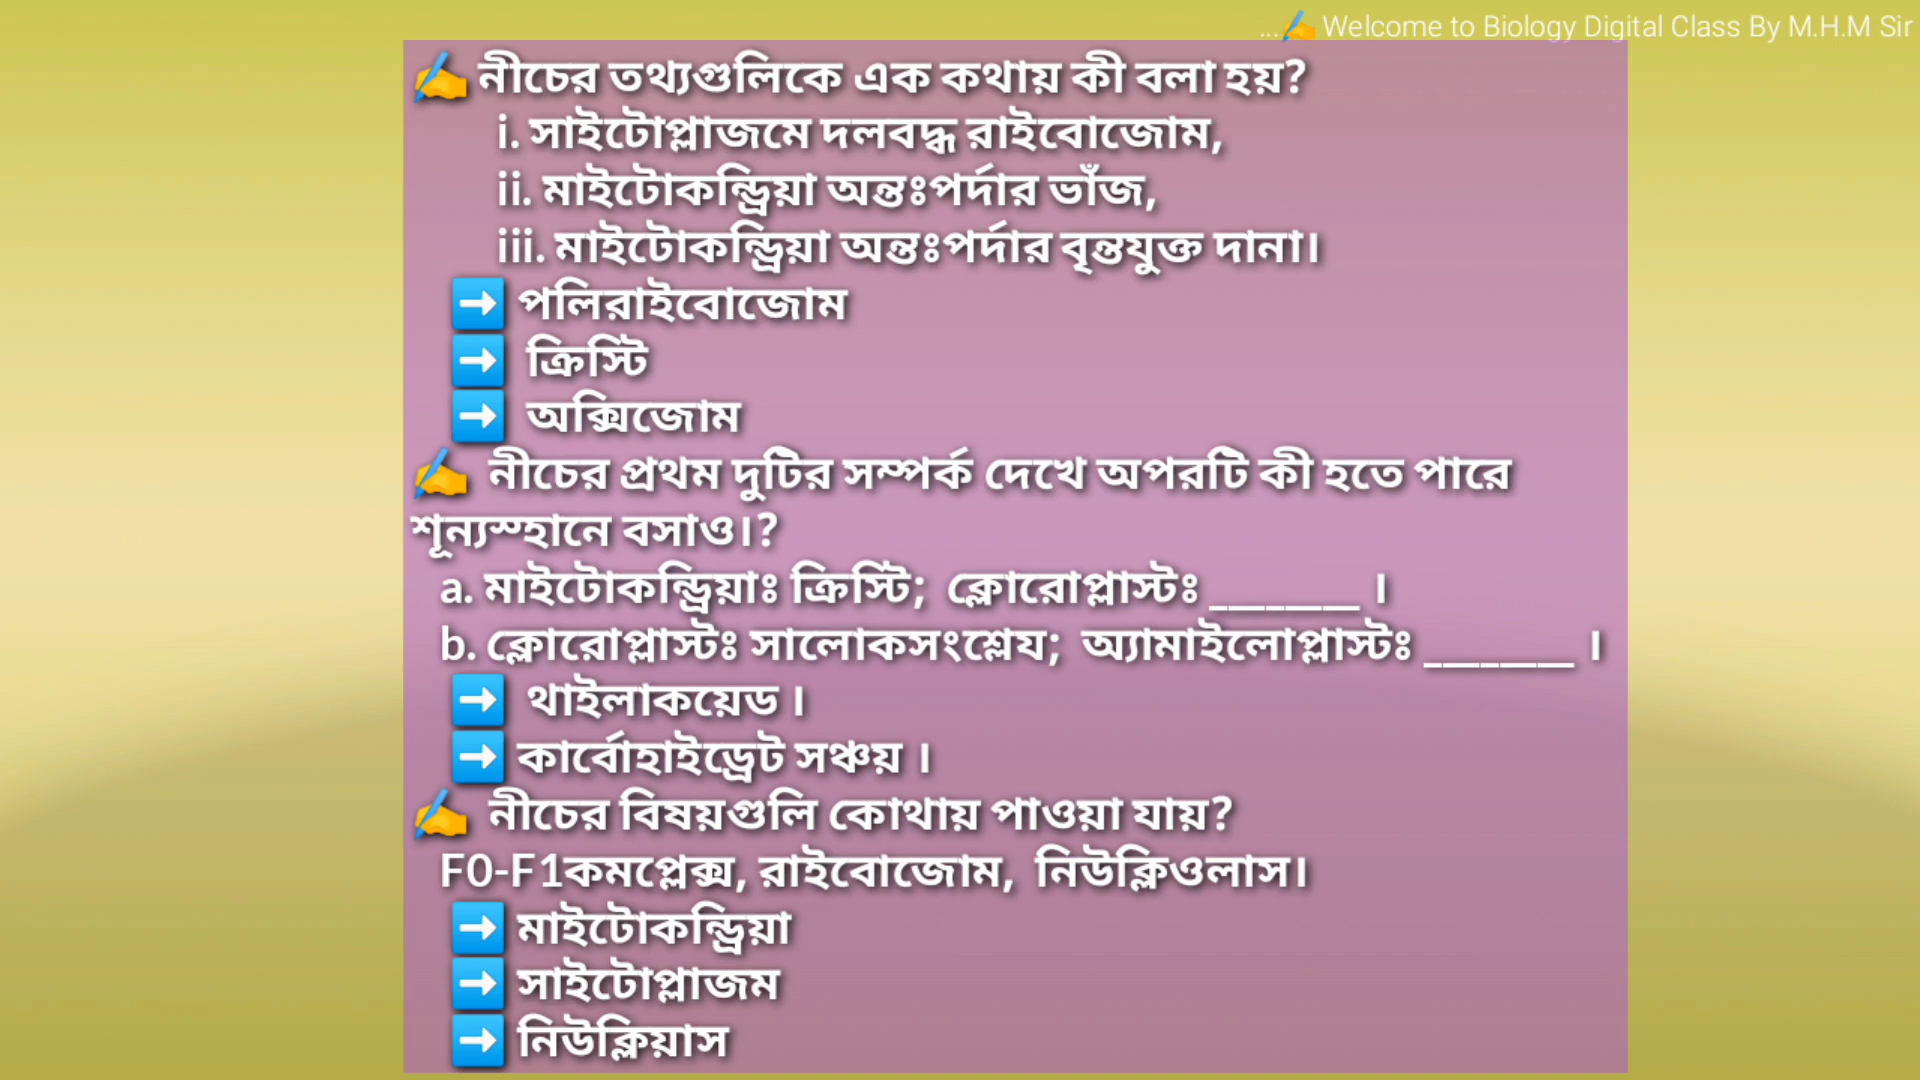 ...✍️ Welcome to Biology Digital Class By M.H.M Sir
✍️ নীচের তথ্যগুলিকে এক কথায় কী বলা হয়?
i. সাইটোপ্লাজমে দলবদ্ধ রাইবোজোম,
ii. মাইটোকন্ড্রিয়া অন্তঃপর্দার ভাঁজ,
iii. মাইটোকন্ড্রিয়া অন্তঃপর্দার বৃন্তযুক্ত দানা।
➡️ পলিরাইবোজোম
➡️ ক্রিস্টি
➡️ অক্সিজোম
✍️ নীচের প্রথম দুটির সম্পর্ক দেখে অপরটি কী হতে পারে
শূন্যস্হানে বসাও।?
a. মাইটোকন্ড্রিয়াঃ ক্রিস্টি; ক্লোরোপ্লাস্টঃ ________ ।
b. ক্লোরোপ্লাস্টঃ সালোকসংশ্লেয; অ্যামাইলোপ্লাস্টঃ ________ ।
➡️ থাইলাকয়েড ।
➡️ কার্বোহাইড্রেট সঞ্চয় ।
✍️ নীচের বিষয়গুলি কোথায় পাওয়া যায়?
F0-F1কমপ্লেক্স, রাইবোজোম, নিউক্লিওলাস।
➡️ মাইটোকন্ড্রিয়া
➡️ সাইটোপ্লাজম
➡️ নিউক্লিয়াস